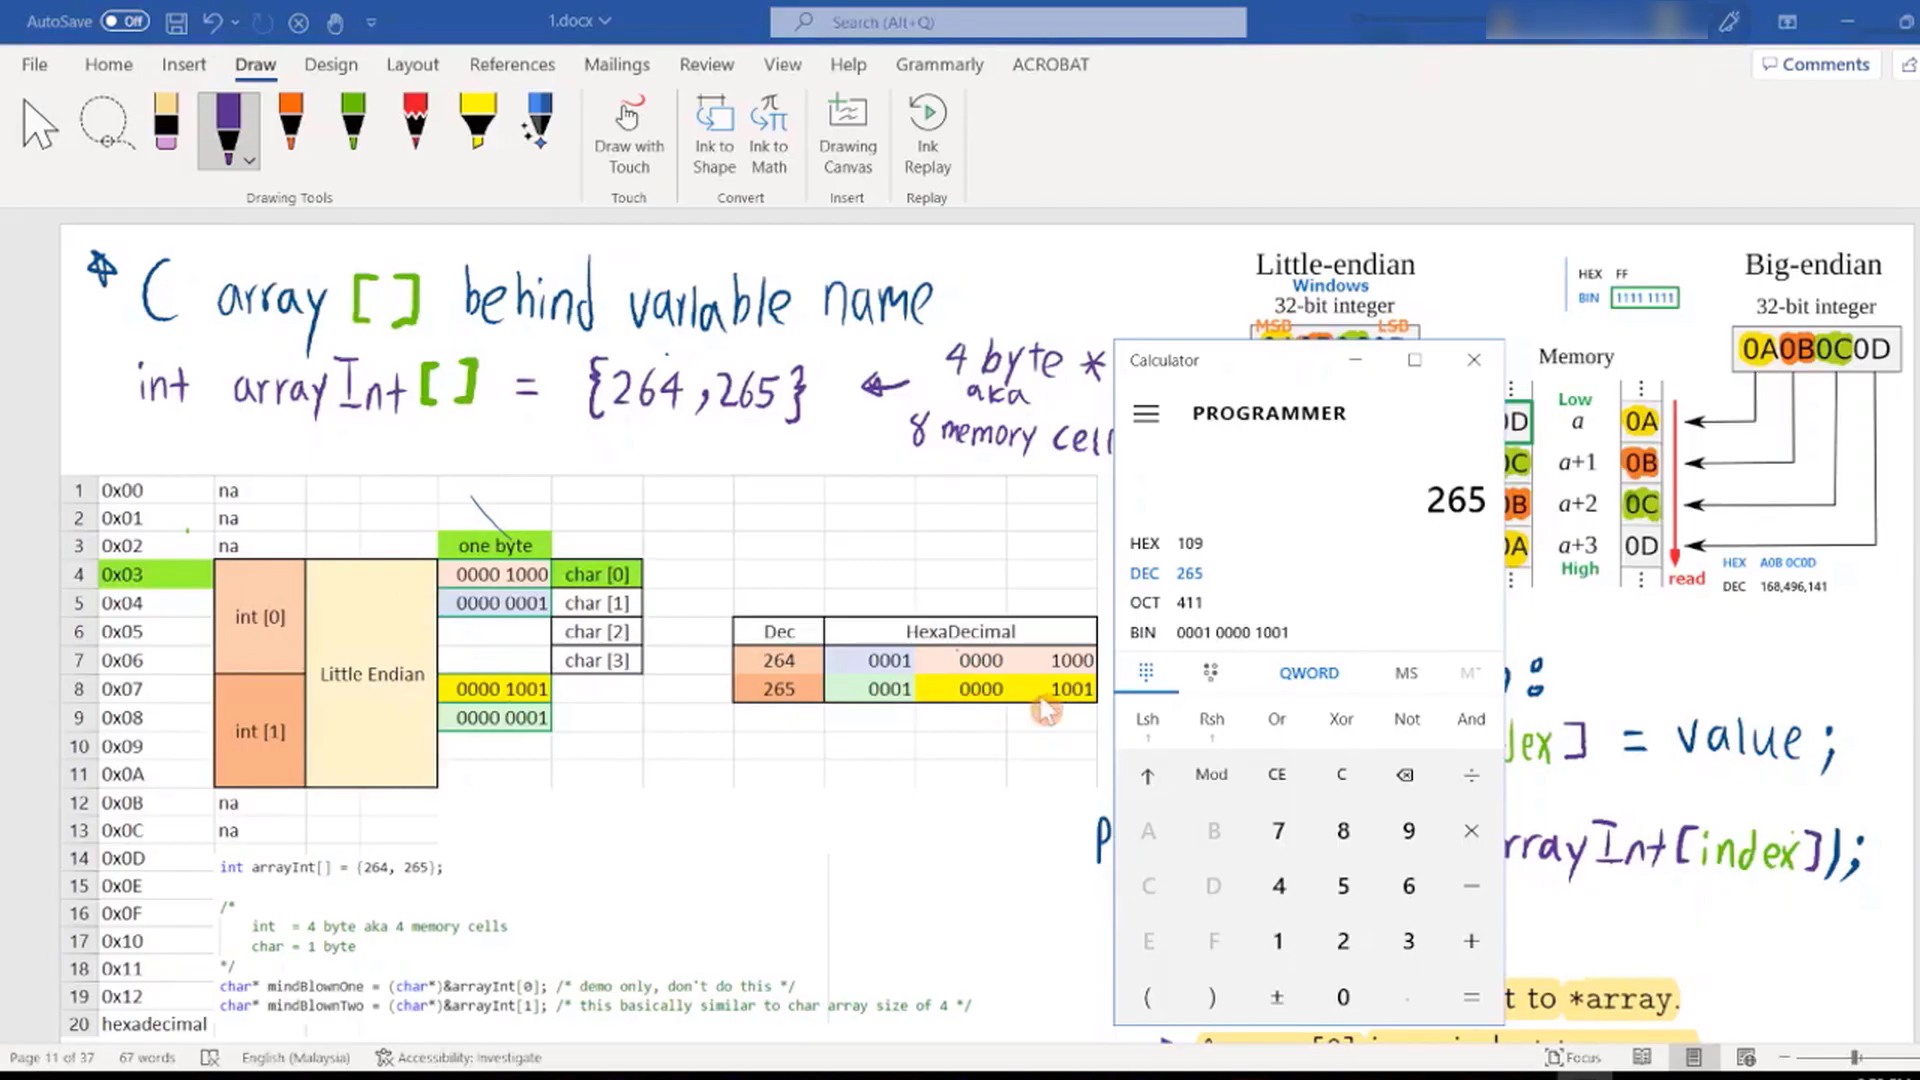 AutoSave Off 1.docx Search (Alt+Q)
File Home Insert Draw Design Layout References Mailings Review View Help Grammarly ACROBAT Comments
Draw with Touch
Ink to Shape
Ink to Math
Drawing Canvas
Ink Replay
Drawing Tools Touch Convert Insert Replay
C array [] behind variable name
int arrayInt[] = {264,265} ← 4 byte *
aka
8 memory cell
Little-endian
Windows
32-bit integer
MSB LSB
HEX FF
BIN 1111 1111
Big-endian
32-bit integer
0A0B0C0D
Memory
Low
0D a 0A
0C a+1 0B
0B a+2 0C
0A a+3 0D
High
read
HEX A0B 0C0D
DEC 168,496,141
1 0x00 na
2 0x01 na
3 0x02 na one byte
4 0x03 0000 1000 char [0]
5 0x04 0000 0001 char [1]
int [0]
6 0x05 char [2]
7 0x06 char [3]
Little Endian
8 0x07 0000 1001
9 0x08 0000 0001
int [1]
10 0x09
11 0x0A
12 0x0B na
13 0x0C na
14 0x0D
15 0x0E
16 0x0F
17 0x10
18 0x11
19 0x12
20 hexadecimal
Dec HexaDecimal
264 0001 0000 1000
265 0001 0000 1001
int arrayInt[] = {264, 265};
/*
int = 4 byte aka 4 memory cells
char = 1 byte
*/
char* mindBlownOne = (char*)&arrayInt[0]; /* demo only, don't do this */
char* mindBlownTwo = (char*)&arrayInt[1]; /* this basically similar to char array size of 4 */
Calculator
PROGRAMMER
265
HEX 109
DEC 265
OCT 411
BIN 0001 0000 1001
QWORD MS M
Lsh Rsh Or Xor Not And
↑ Mod CE C ÷
A B 7 8 9 ×
C D 4 5 6 −
E F 1 2 3 +
( ) ± 0 . =
ex] = value;
rrayInt[index]);
t to *array.
Page 11 of 37 67 words English (Malaysia) Accessibility: Investigate Focus